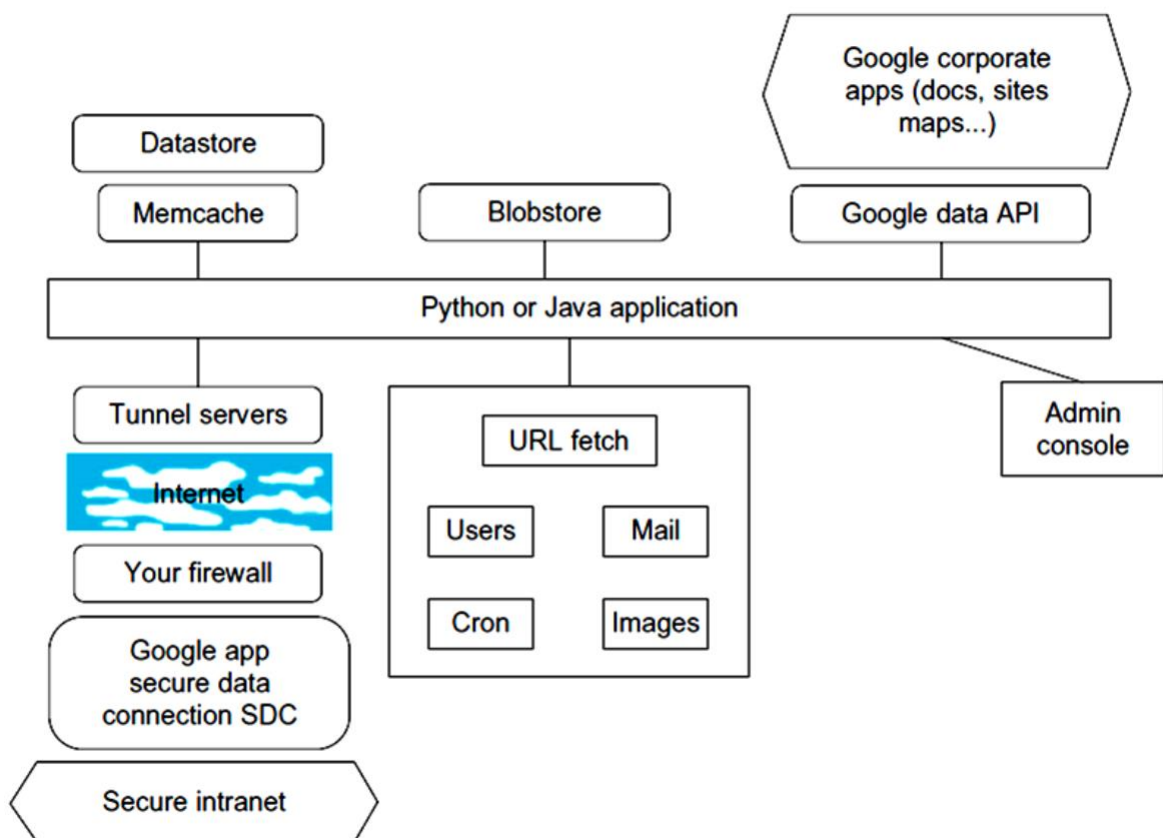 Google corporate
apps (docs, sites
maps...)
Datastore
Memcache
Blobstore
Google data API
Python or Java application
Tunnel servers
Internet
Your firewall
Google app
secure data
connection SDC
Secure intranet
URL fetch
Users
Mail
Cron
Images
Admin
console